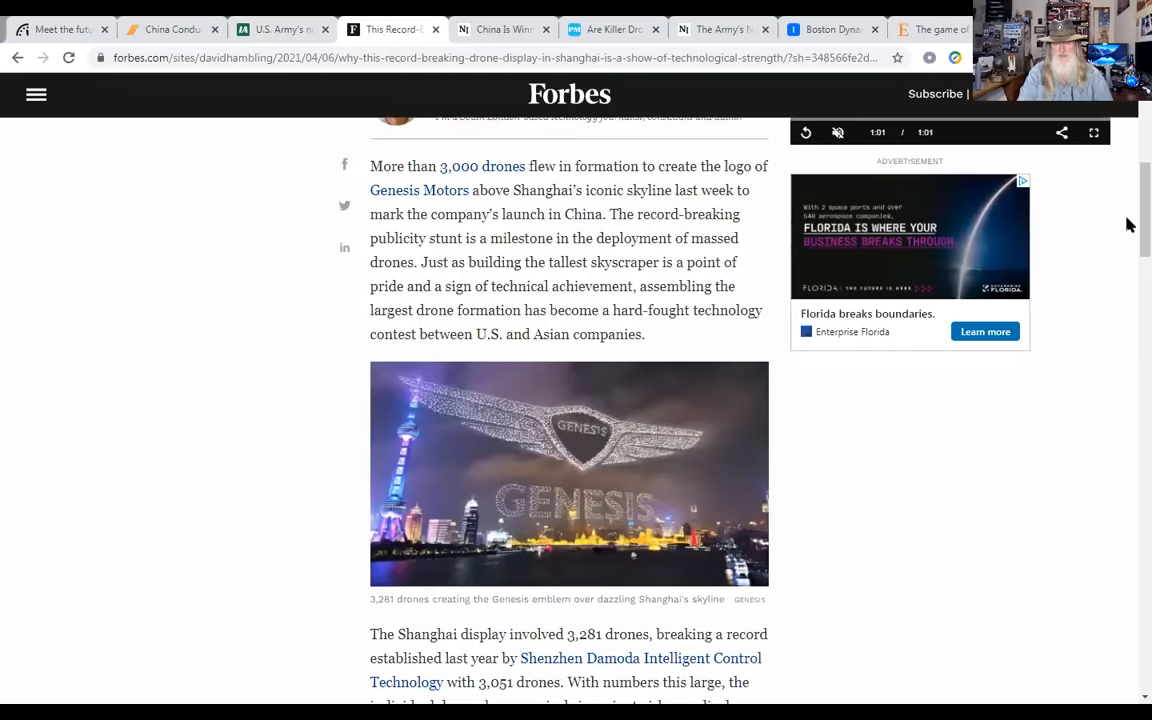 Meet the futu
China Condu
U.S. Army's n
This Record-E
China Is Winn
Are Killer Dro
The Army's N
Boston Dyna
The game of
forbes.com/sites/davidhambling/2021/04/06/why-this-record-breaking-drone-display-in-shanghai-is-a-show-of-technological-strength/?sh=348566fe2d...
Forbes
Subscribe
More than 3,000 drones flew in formation to create the logo of
Genesis Motors above Shanghai's iconic skyline last week to
mark the company's launch in China. The record-breaking
publicity stunt is a milestone in the deployment of massed
drones. Just as building the tallest skyscraper is a point of
pride and a sign of technical achievement, assembling the
largest drone formation has become a hard-fought technology
contest between U.S. and Asian companies.
GENESIS
GENESIS
3,281 drones creating the Genesis emblem over dazzling Shanghai's skyline GENESIS
The Shanghai display involved 3,281 drones, breaking a record
established last year by Shenzhen Damoda Intelligent Control
Technology with 3,051 drones. With numbers this large, the
1:01 / 1:01
ADVERTISEMENT
With 2 space ports and over
540 aerospace companies,
FLORIDA IS WHERE YOUR
BUSINESS BREAKS THROUGH
FLORIDA | THE FUTURE IS HERE
ENTERPRISE FLORIDA
Florida breaks boundaries.
Enterprise Florida
Learn more